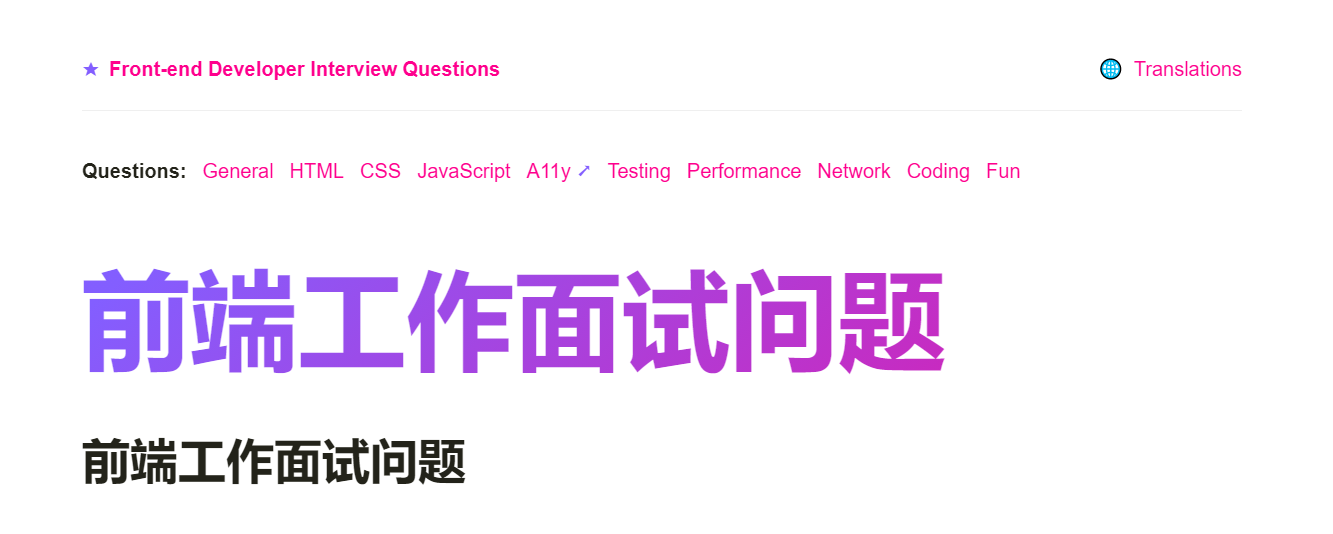 ★ Front-end Developer Interview Questions
🌐 Translations
Questions: General HTML CSS JavaScript A11y ⤢ Testing Performance Network Coding Fun
前端工作面试问题
前端工作面试问题